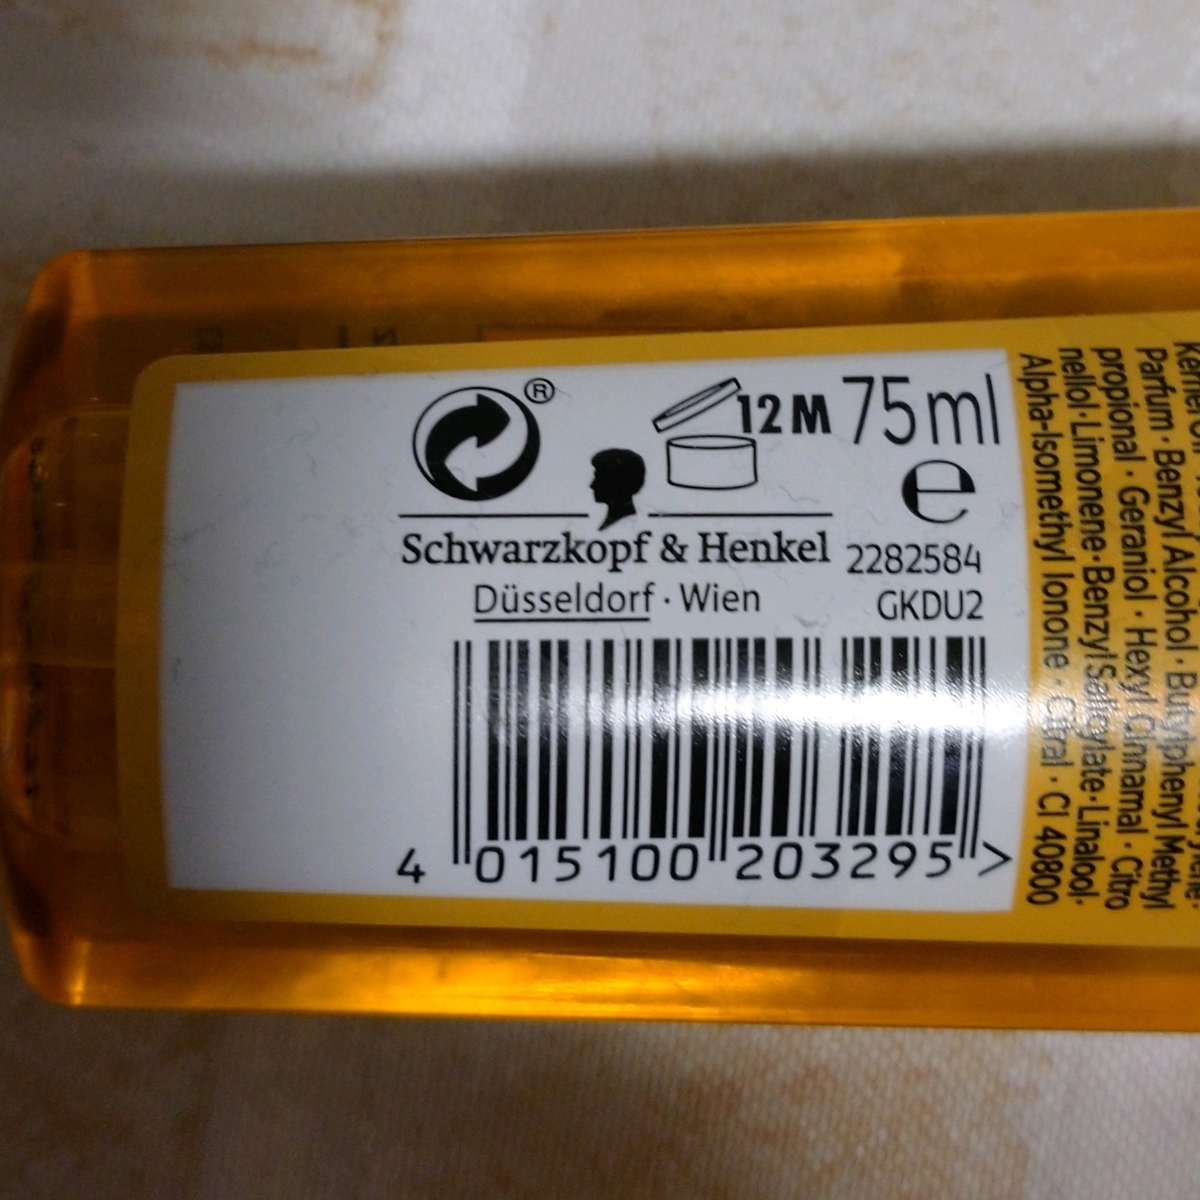 ®
12 M 75 ml
e
Schwarzkopf & Henkel
2282584
Düsseldorf · Wien
GKDU2
4 015100 203295 >
Parfum · Benzyl Alcohol · Butylphenyl Methyl
propional · Geraniol · Hexyl Cinnamal · Citro
nellol · Limonene · Benzyl Salicylate · Linalool ·
Alpha-Isomethyl Ionone · Citral · CI 40800